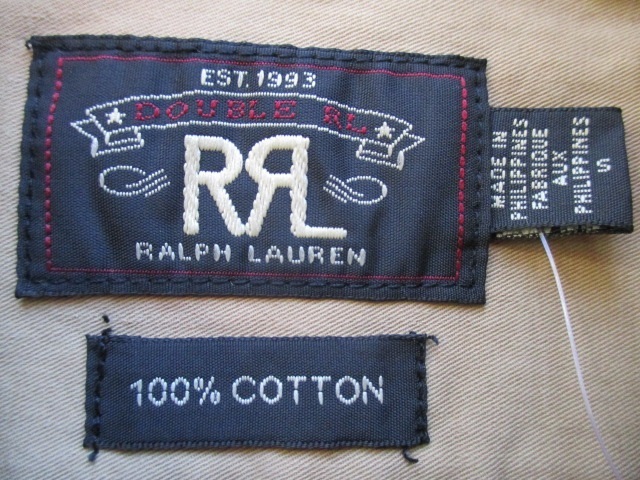 EST. 1993
DOUBLE RL
RRL
RALPH LAUREN
MADE IN
PHILIPPINES
FABRIQUE
AUX
PHILIPPINES
S
100% COTTON